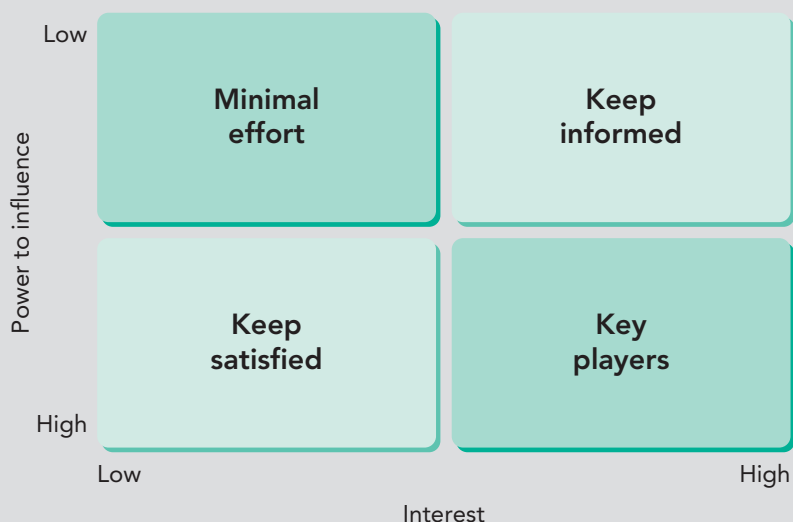 Low
Minimal
effort
Keep
informed
Power to influence
Keep
satisfied
Key
players
High
Low
High
Interest